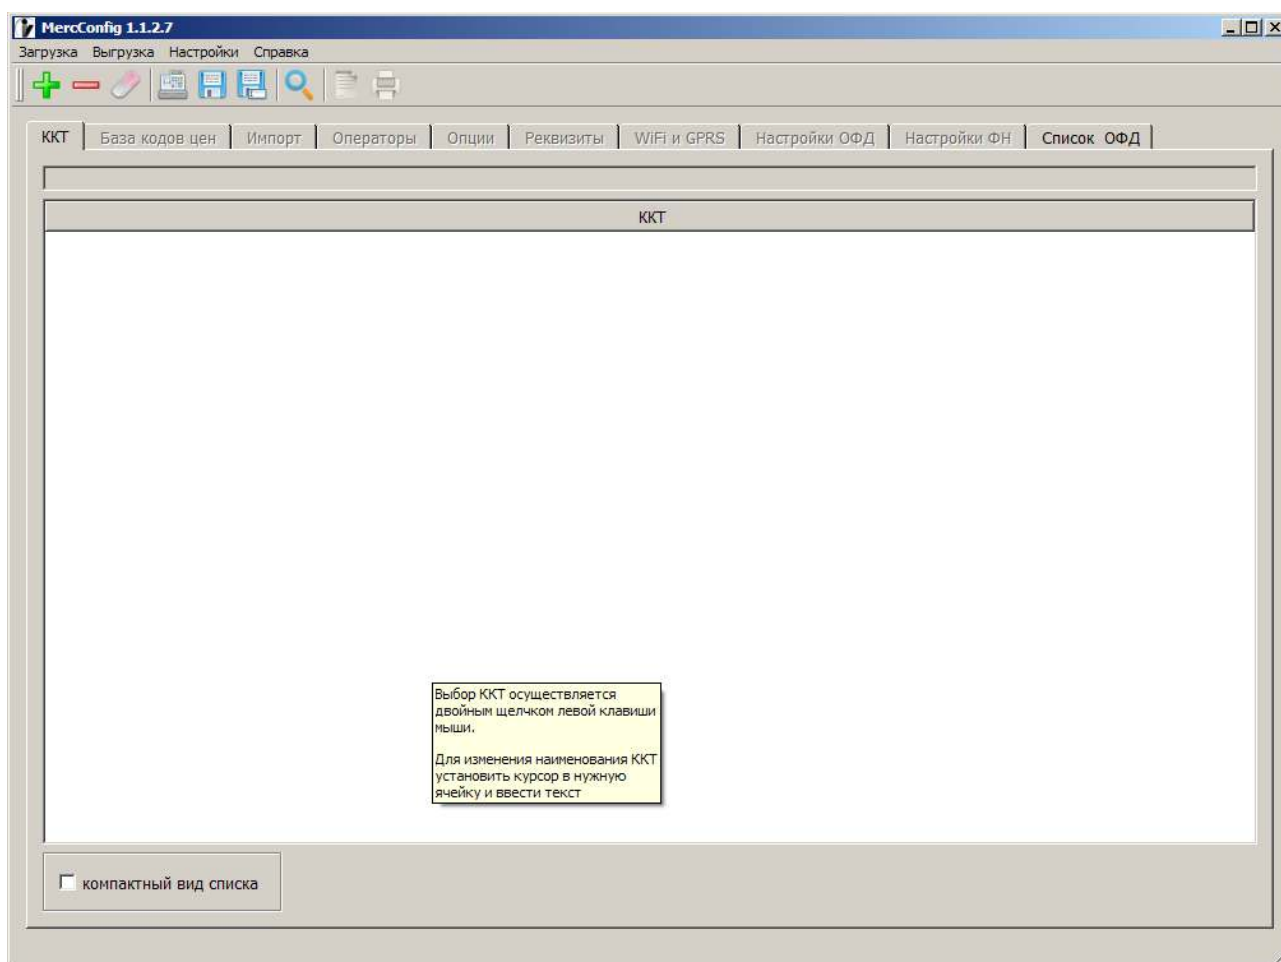 MercConfig 1.1.2.7
Загрузка Выгрузка Настройки Справка
ККТ База кодов цен Импорт Операторы Опции Реквизиты WiFi и GPRS Настройки ОФД Настройки ФН Список ОФД
ККТ
Выбор ККТ осуществляется
двойным щелчком левой клавиши
мыши.
Для изменения наименования ККТ
установить курсор в нужную
ячейку и ввести текст
компактный вид списка